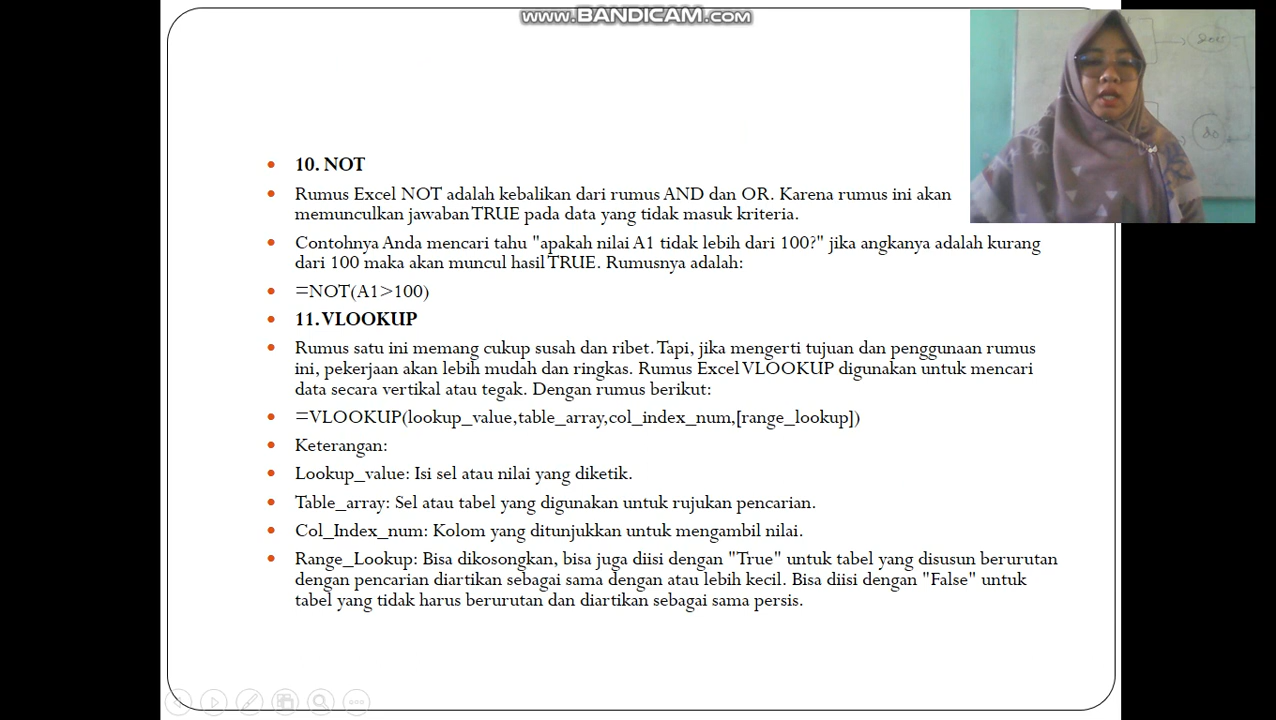 www.BANDICAM.com
10. NOT
Rumus Excel NOT adalah kebalikan dari rumus AND dan OR. Karena rumus ini akan
memunculkan jawaban TRUE pada data yang tidak masuk kriteria.
Contohnya Anda mencari tahu "apakah nilai A1 tidak lebih dari 100?" jika angkanya adalah kurang
dari 100 maka akan muncul hasil TRUE. Rumusnya adalah:
=NOT(A1>100)
11. VLOOKUP
Rumus satu ini memang cukup susah dan ribet. Tapi, jika mengerti tujuan dan penggunaan rumus
ini, pekerjaan akan lebih mudah dan ringkas. Rumus Excel VLOOKUP digunakan untuk mencari
data secara vertikal atau tegak. Dengan rumus berikut:
=VLOOKUP(lookup_value,table_array,col_index_num,[range_lookup])
Keterangan:
Lookup_value: Isi sel atau nilai yang diketik.
Table_array: Sel atau tabel yang digunakan untuk rujukan pencarian.
Col_Index_num: Kolom yang ditunjukkan untuk mengambil nilai.
Range_Lookup: Bisa dikosongkan, bisa juga diisi dengan "True" untuk tabel yang disusun berurutan
dengan pencarian diartikan sebagai sama dengan atau lebih kecil. Bisa diisi dengan "False" untuk
tabel yang tidak harus berurutan dan diartikan sebagai sama persis.